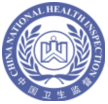 CHINA NATIONAL HEALTH INSPECTION
中国卫生监督